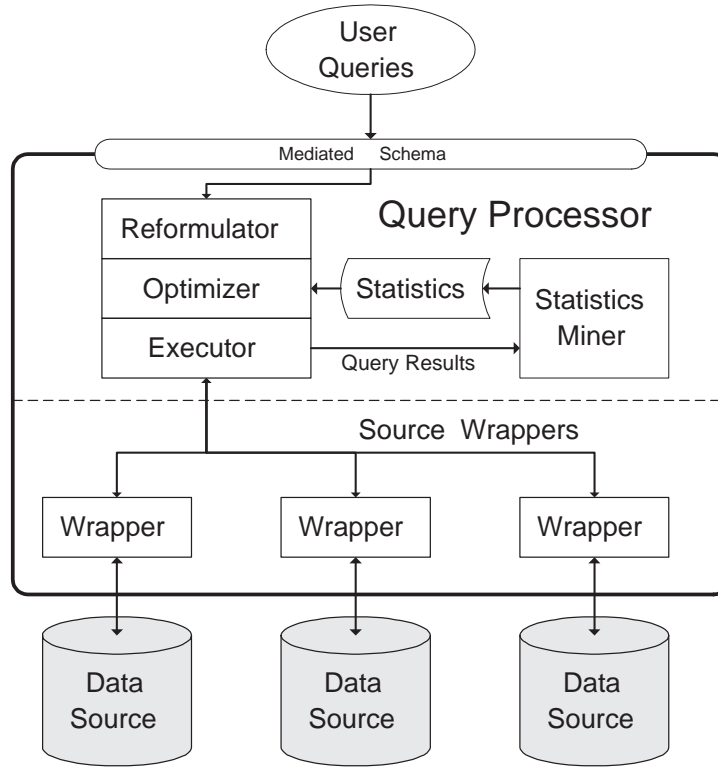 User
Queries
Mediated Schema
Query Processor
Reformulator
Optimizer
Executor
Statistics
Statistics
Miner
Query Results
Source Wrappers
Wrapper
Wrapper
Wrapper
Data
Source
Data
Source
Data
Source